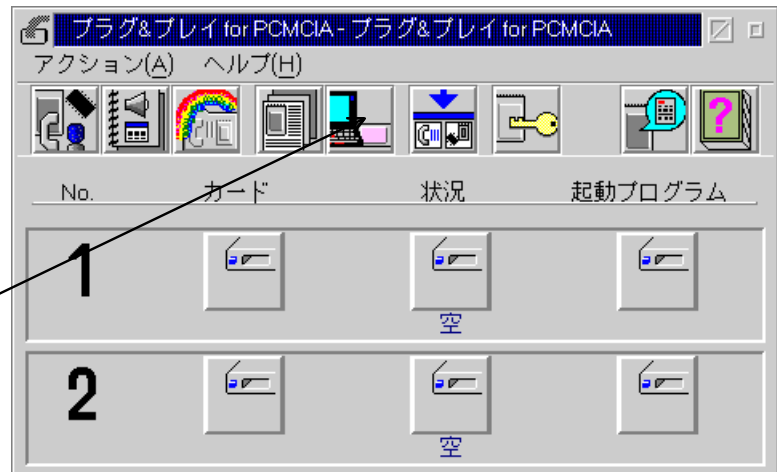 プラグ&プレイ for PCMCIA - プラグ&プレイ for PCMCIA
アクション(A) ヘルプ(H)
?
No. カード 状況 起動プログラム
1
空
2
空